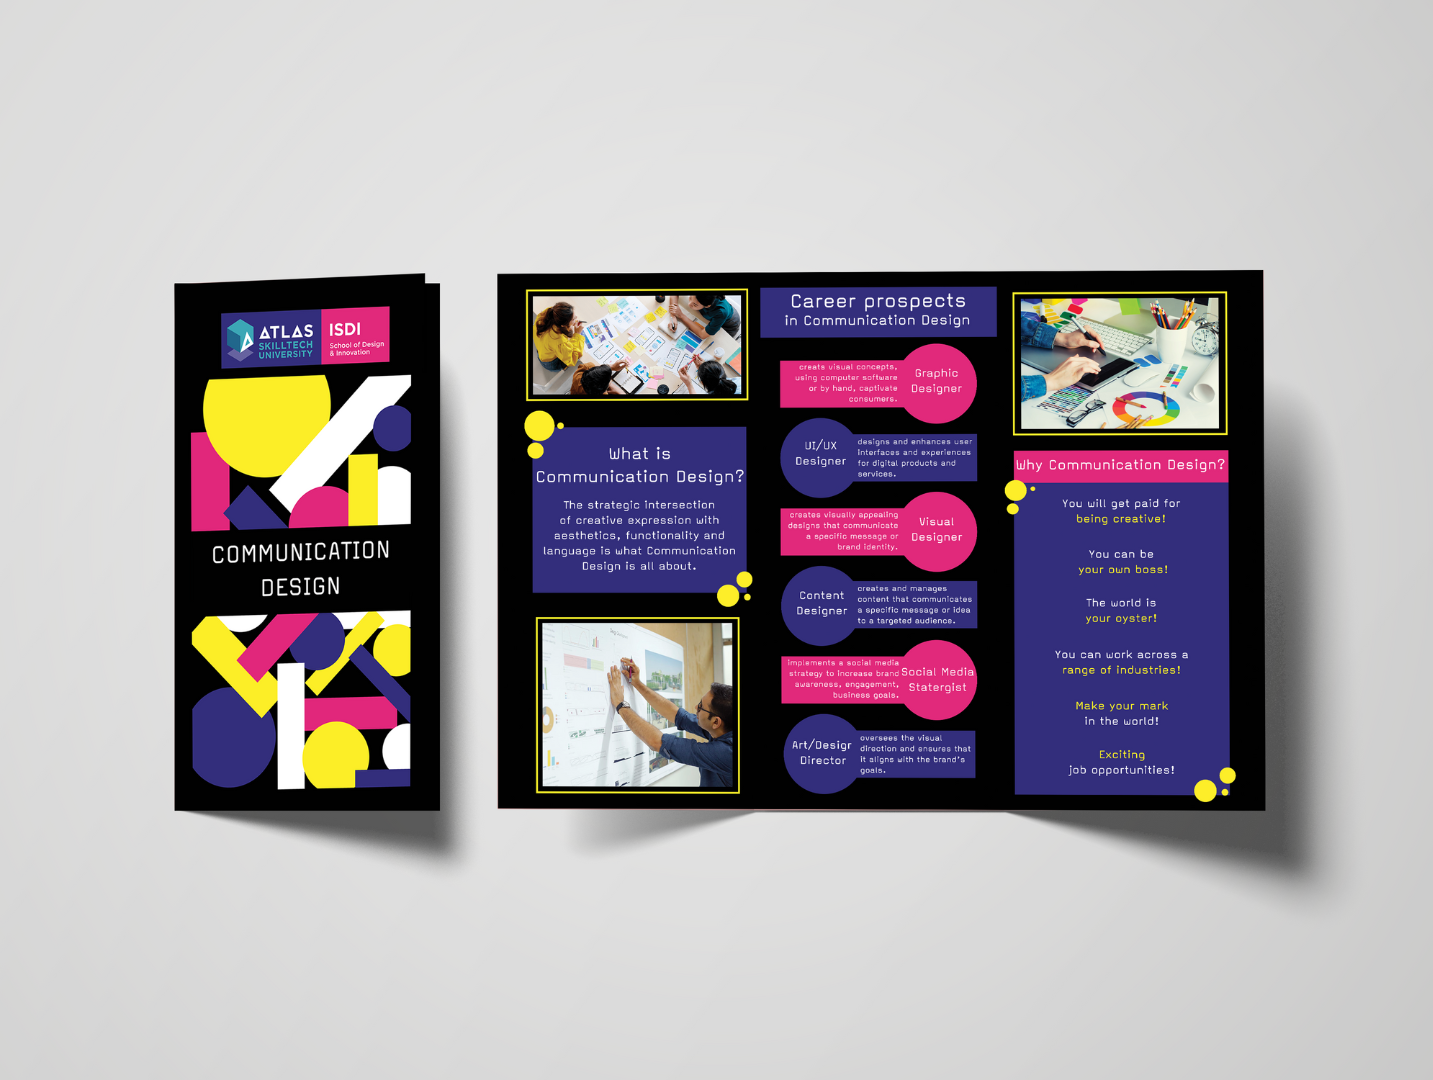 ATLAS
SKILLTECH
UNIVERSITY
ISDI
School of Design
& Innovation
COMMUNICATION
DESIGN
What is
Communication Design?
The strategic intersection
of creative expression with
aesthetics, functionality and
language is what Communication
Design is all about.
Career prospects
in Communication Design
create visual concepts,
using computer software
or by hand, captivate
consumers.
Graphic
Designer
UI/UX
Designer
designs and enhances user
interfaces and experiences
for digital products and
services.
creates visually appealing
designs that communicate
a specific message or
brand identity.
Visual
Designer
Content
Designer
creates and manages
content that communicates
a specific message or idea
to a targeted audience.
implements a social media
strategy to increase brand
awareness, engagement,
business goals.
Social Media
Statergist
Art/Design
Director
oversees the visual
direction and ensures that
it aligns with the brand's
goals.
Why Communication Design?
You will get paid for
being creative!
You can be
your own boss!
The world is
your oyster!
You can work across a
range of industries!
Make your mark
in the world!
Exciting
job opportunities!